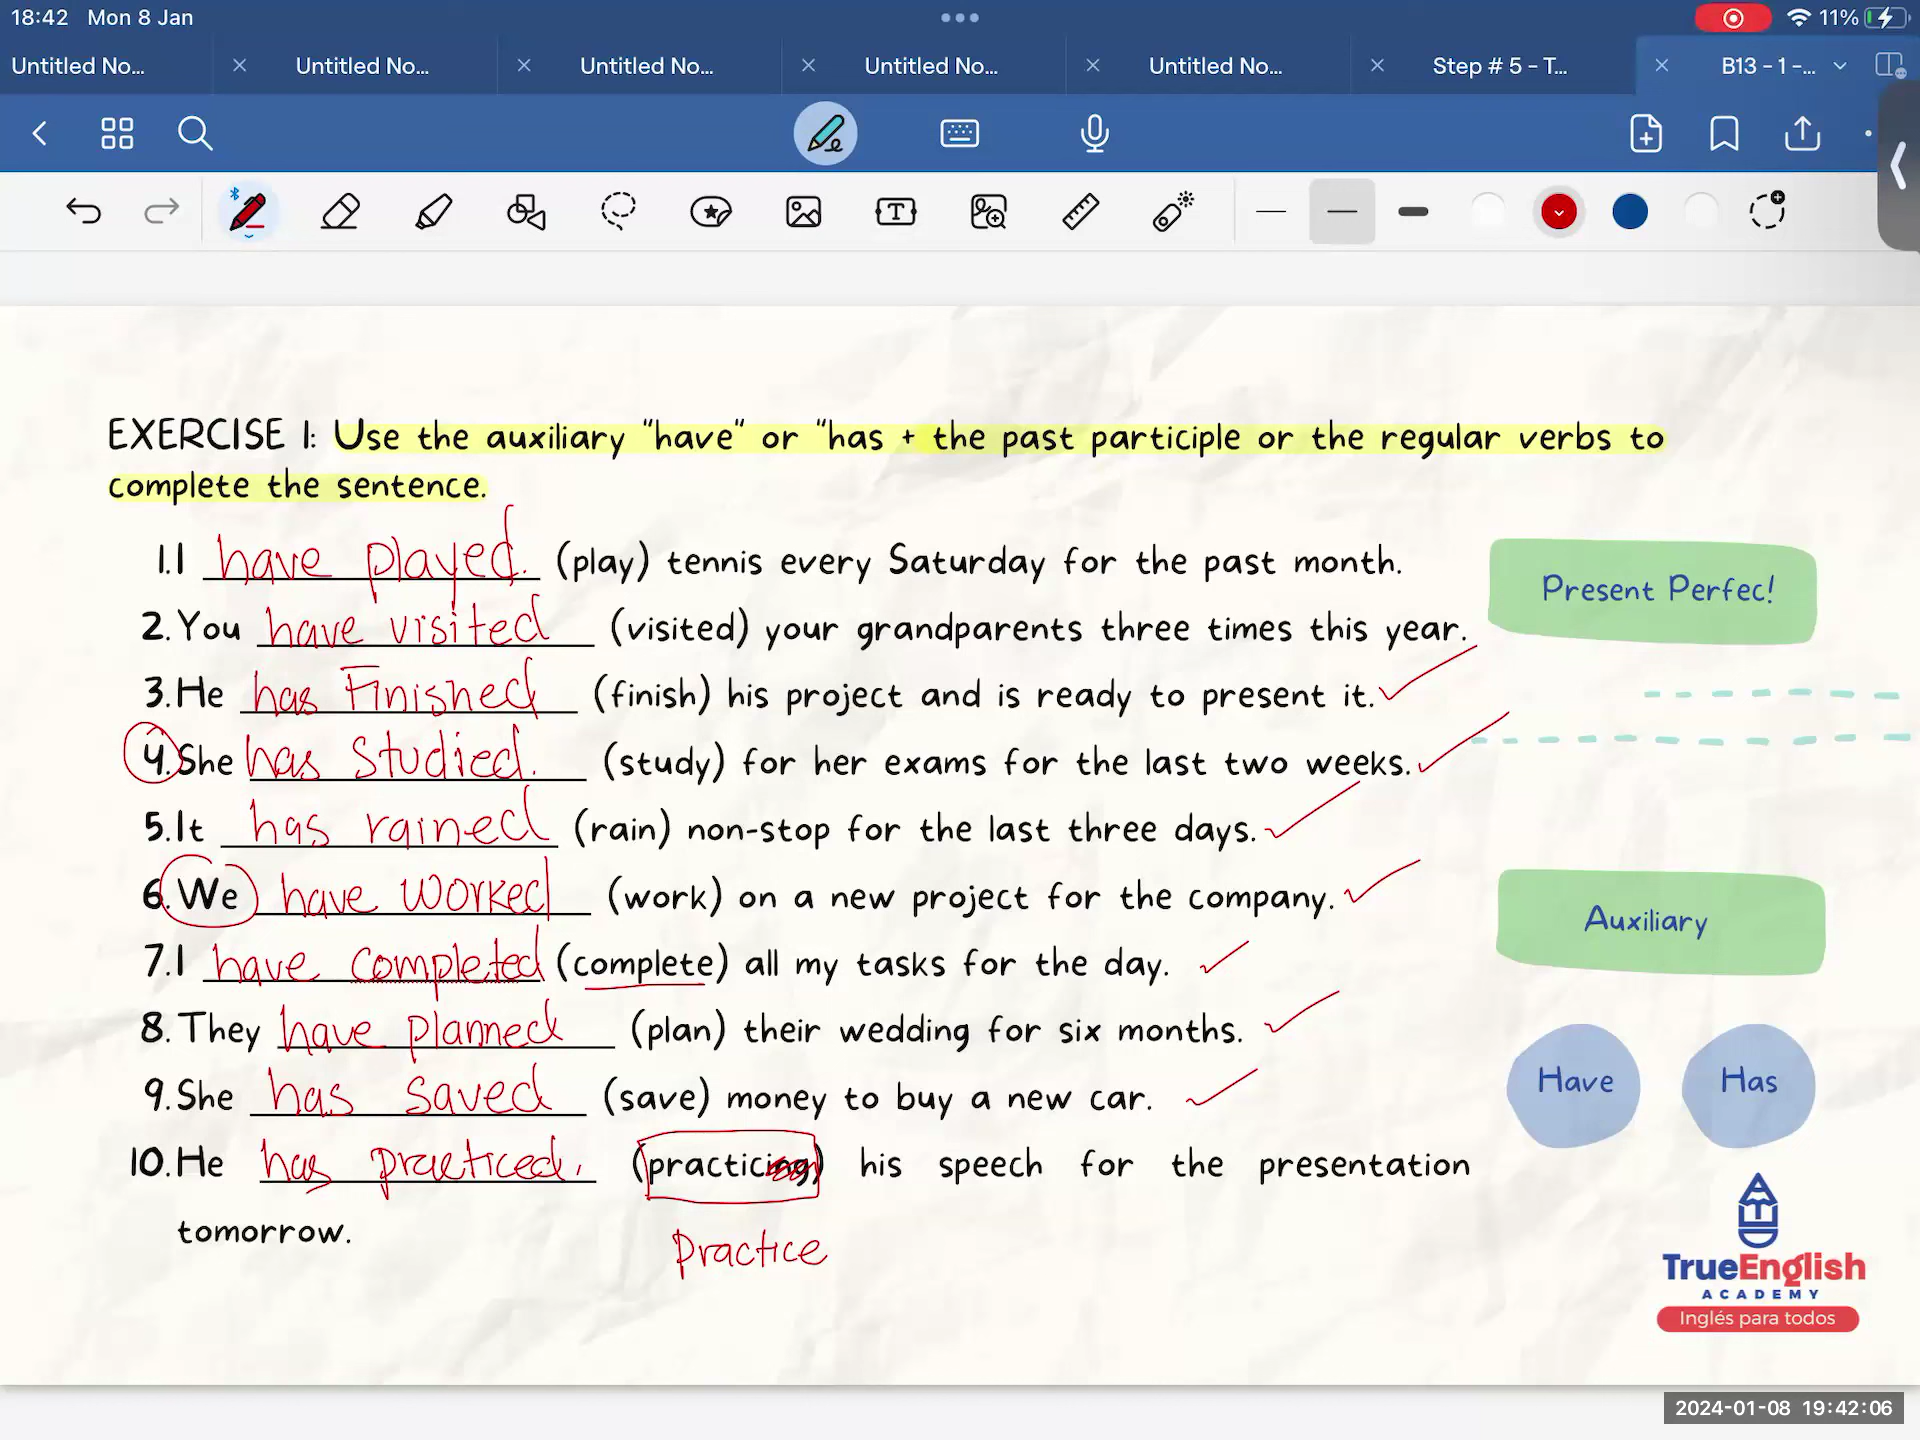 18:42 Mon 8 Jan
11%
Untitled No...
Untitled No...
Untitled No...
Untitled No...
Untitled No...
Step # 5 - T...
B13 - 1 -...
EXERCISE 1: Use the auxiliary "have" or "has + the past participle or the regular verbs to
complete the sentence.
1. I have played. (play) tennis every Saturday for the past month.
2. You have visited (visited) your grandparents three times this year.
3. He has Finished (finish) his project and is ready to present it.
4. She has Studied. (study) for her exams for the last two weeks.
5. It has rained (rain) non-stop for the last three days.
6. We have Worked (work) on a new project for the company.
7. I have completed (complete) all my tasks for the day.
8. They have planned (plan) their wedding for six months.
9. She has saved (save) money to buy a new car.
10. He has practiced. (practicing) his speech for the presentation
tomorrow.
Practice
Present Perfec!
Auxiliary
Have
Has
TrueEnglish
ACADEMY
Inglés para todos
2024-01-08 19:42:06